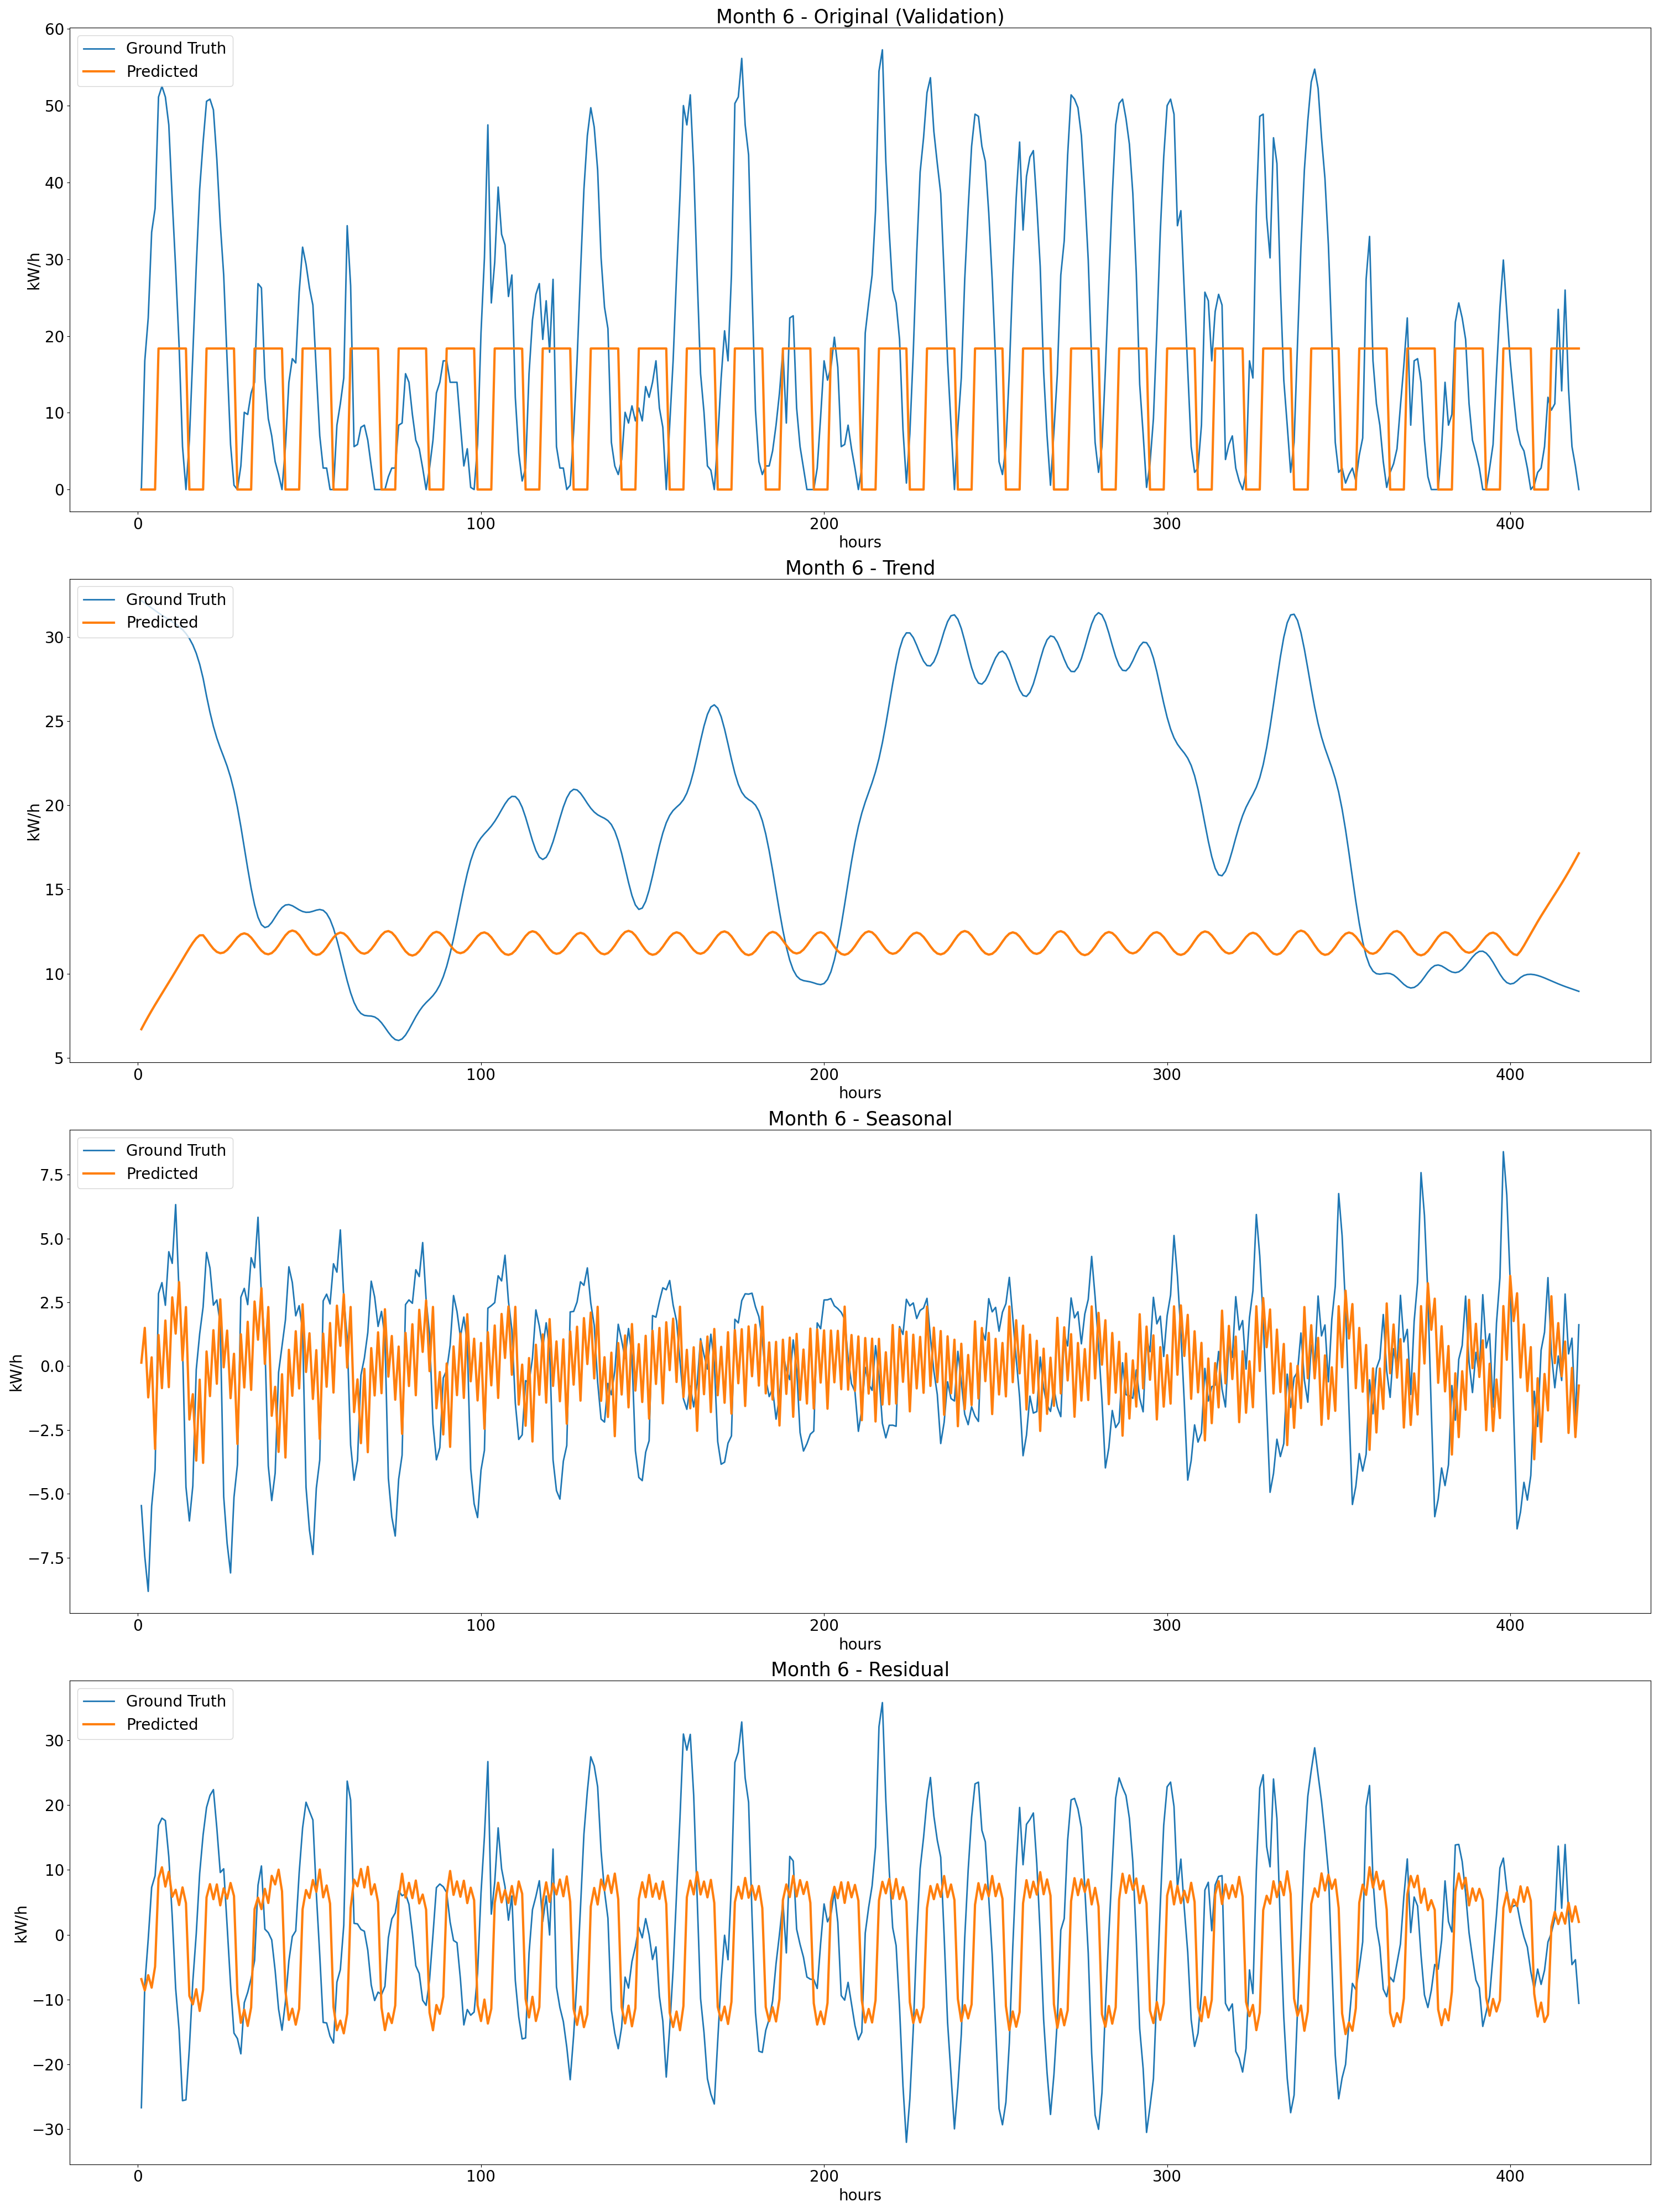 Month 6 - Original (Validation)
Ground Truth
Predicted
60
50
40
30
20
10
0
kW/h
0 100 200 300 400
hours
Month 6 - Trend
Ground Truth
Predicted
30
25
20
15
10
5
kW/h
0 100 200 300 400
hours
Month 6 - Seasonal
Ground Truth
Predicted
7.5
5.0
2.5
0.0
−2.5
−5.0
−7.5
kW/h
0 100 200 300 400
hours
Month 6 - Residual
Ground Truth
Predicted
30
20
10
0
−10
−20
−30
kW/h
0 100 200 300 400
hours